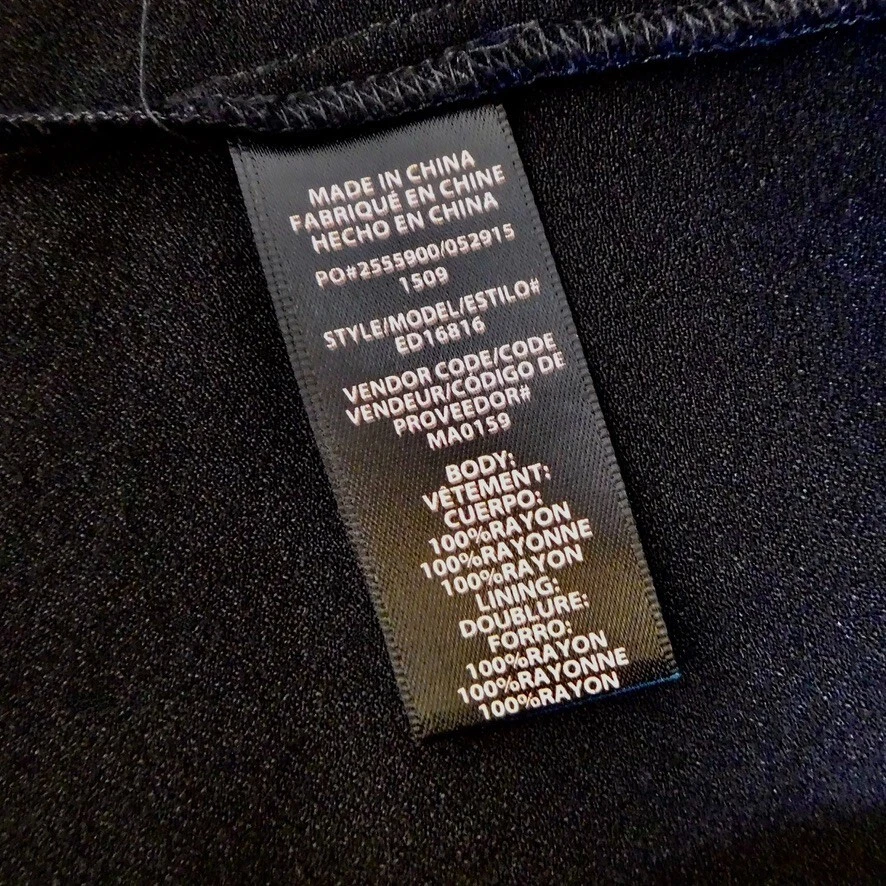 MADE IN CHINA
FABRIQUÉ EN CHINE
HECHO EN CHINA
PO#2555900/052915
1509
STYLE/MODEL/ESTILO#
ED16816
VENDOR CODE/CODE
VENDEUR/CÓDIGO DE
PROVEEDOR#
MA0159
BODY:
VÊTEMENT:
CUERPO:
100%RAYON
100%RAYONNE
100%RAYON
LINING:
DOUBLURE:
FORRO:
100%RAYON
100%RAYONNE
100%RAYON